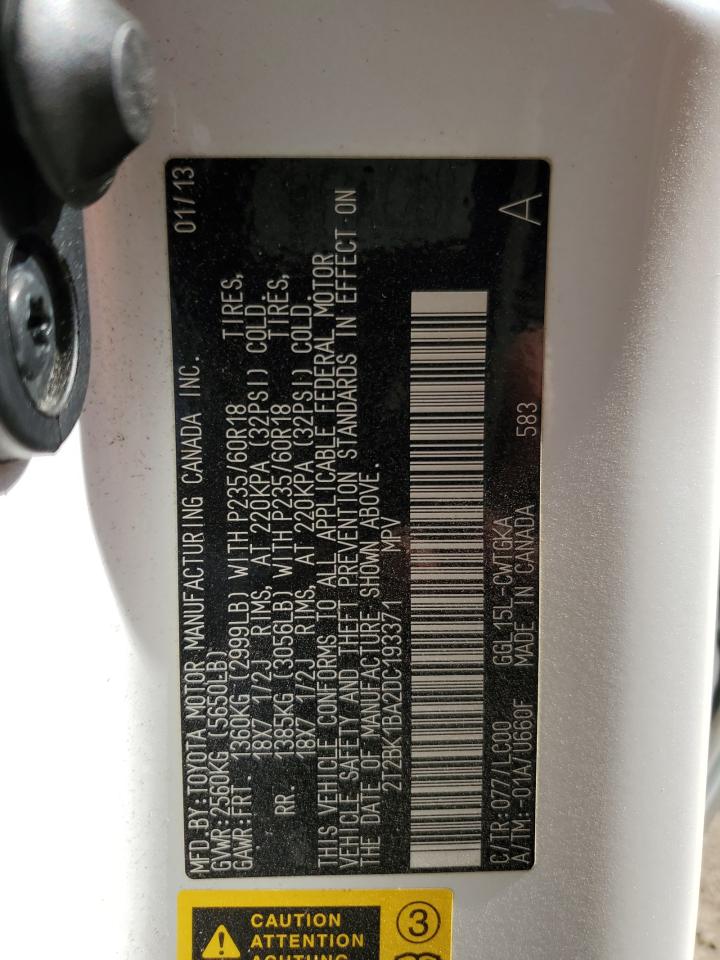 MFD.BY:TOYOTA MOTOR MANUFACTURING CANADA INC. 01/13
GVWR:2560KG(5650LB)
GAWR:FRT. 1360KG (2999LB) WITH P235/60R18 TIRES,
18X7 1/2J RIMS, AT 220KPA (32PSI) COLD.
RR. 1385KG (3056LB) WITH P235/60R18 TIRES,
18X7 1/2J RIMS, AT 220KPA (32PSI) COLD.
THIS VEHICLE CONFORMS TO ALL APPLICABLE FEDERAL MOTOR
VEHICLE SAFETY AND THEFT PREVENTION STANDARDS IN EFFECT ON
THE DATE OF MANUFACTURE SHOWN ABOVE.
2T2BK1BA2DC193371 MPV
C/TR:077/LC00 GGL15L-CWTGKA 583 A
A/TM:-01A/U660F MADE IN CANADA
CAUTION
ATTENTION
ACHTUNG
3